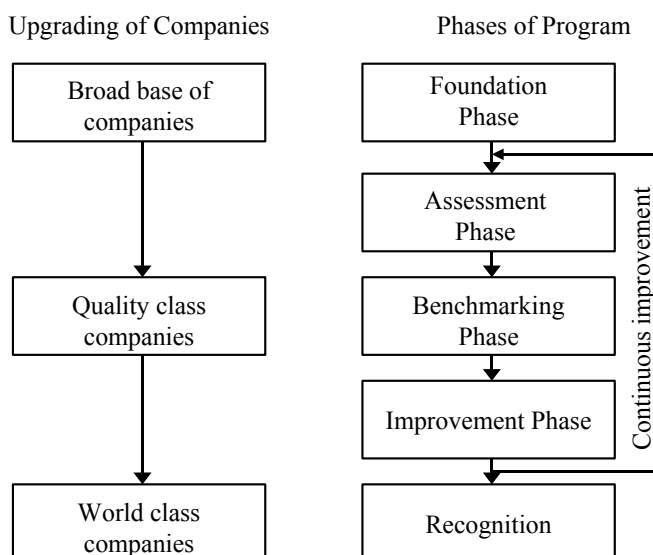 Upgrading of Companies
Phases of Program
Broad base of
companies
Foundation
Phase
Assessment
Phase
Quality class
companies
Benchmarking
Phase
Improvement Phase
Continuous improvement
World class
companies
Recognition